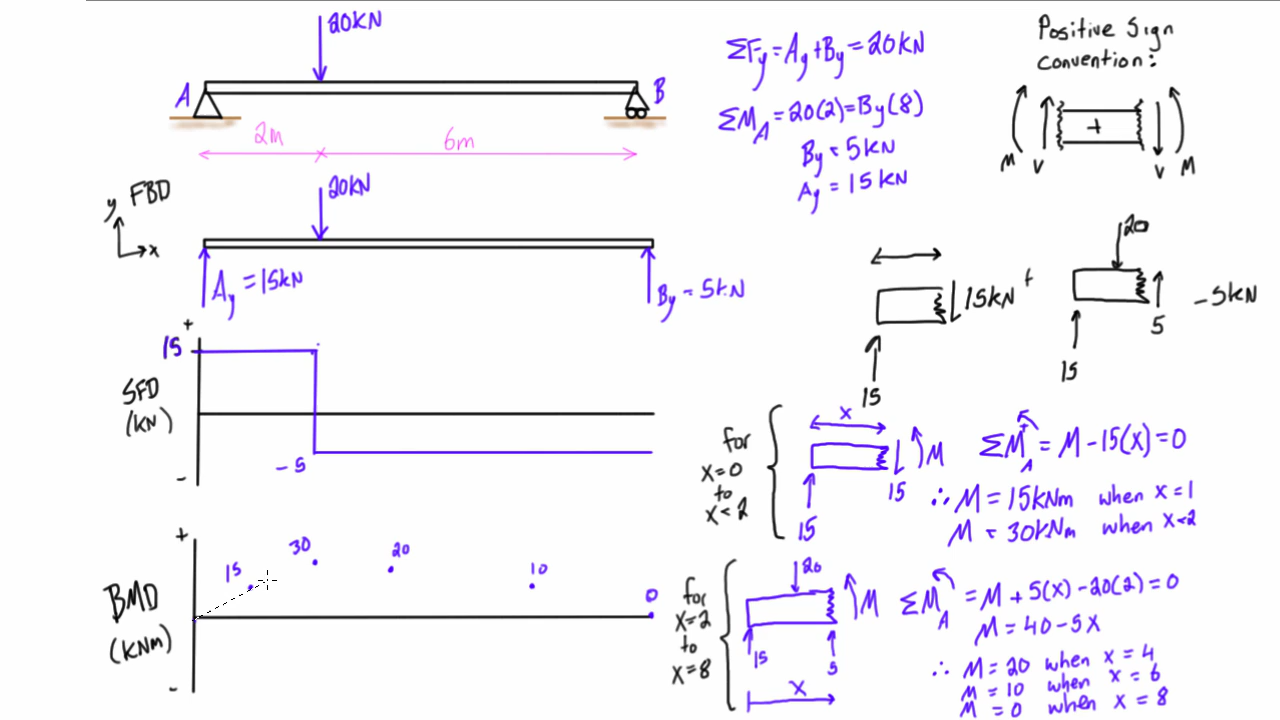 20KN
A
B
2m
6m
y
FBD
x
20KN
Ay = 15kN
By = 5kN
ΣFy = Ay + By = 20KN
ΣMA = 20(2) = By(8)
By = 5KN
Ay = 15KN
Positive Sign
Convention:
+
M V
V M
15kN +
15
20
15
5
-5KN
+
15
SFD
(KN)
-5
-
+
BMD
(KNm)
15
30
20
10
0
-
for
x=0
to
x<2
x
M
15
15
ΣMA = M - 15(x) = 0
+
∴ M = 15KNm when x = 1
M = 30KNm when x<2
for
x=2
to
x=8
20
M
15
5
x
ΣMA = M + 5(x) - 20(2) = 0
M = 40 - 5x
∴ M = 20 when x = 4
M = 10 when x = 6
M = 0 when x = 8